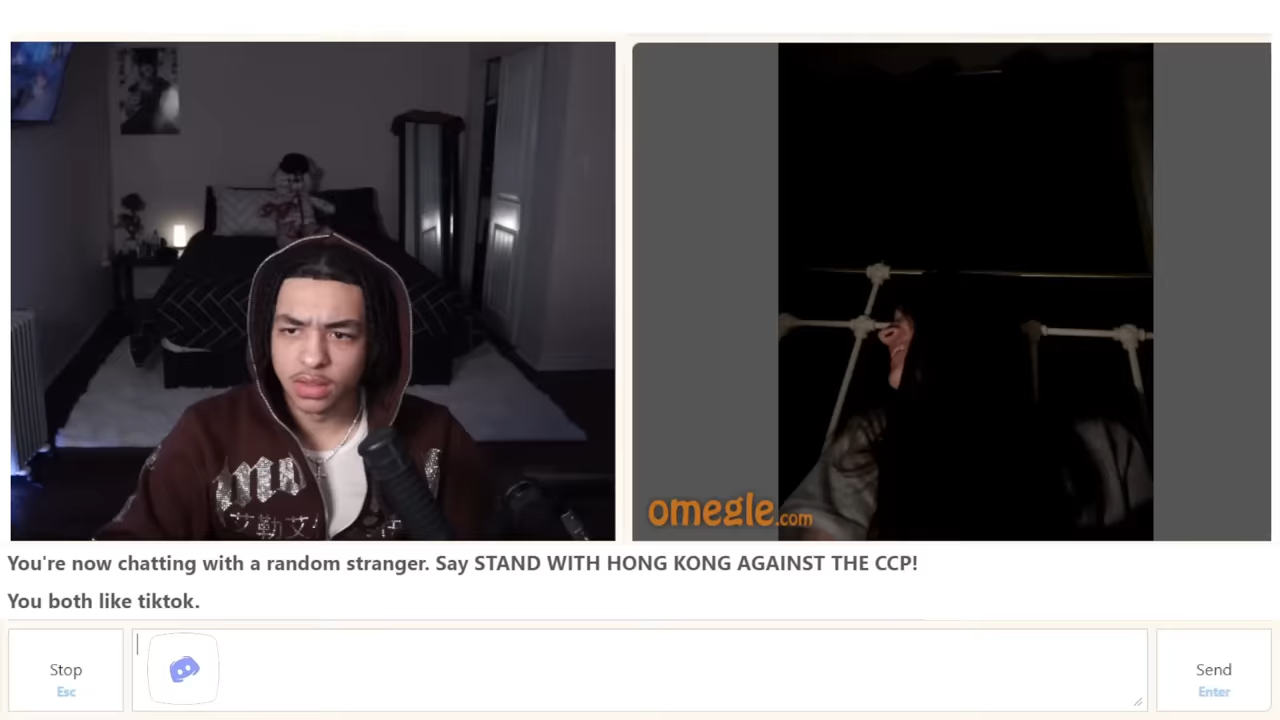 omegle.com
You're now chatting with a random stranger. Say STAND WITH HONG KONG AGAINST THE CCP!
You both like tiktok.
Stop
Esc
Send
Enter